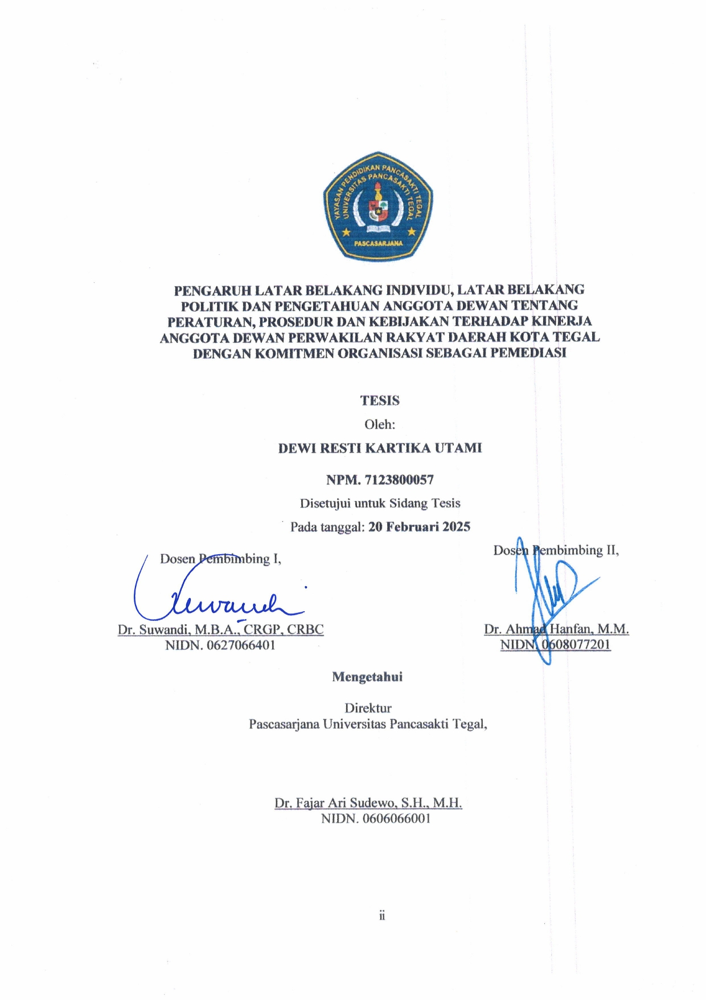 YAYASAN PENDIDIKAN PANCASAKTI TEGAL
UNIVERSITAS PANCASAKTI TEGAL
PASCASARJANA
PENGARUH LATAR BELAKANG INDIVIDU, LATAR BELAKANG
POLITIK DAN PENGETAHUAN ANGGOTA DEWAN TENTANG
PERATURAN, PROSEDUR DAN KEBIJAKAN TERHADAP KINERJA
ANGGOTA DEWAN PERWAKILAN RAKYAT DAERAH KOTA TEGAL
DENGAN KOMITMEN ORGANISASI SEBAGAI PEMEDIASI
TESIS
Oleh:
DEWI RESTI KARTIKA UTAMI
NPM. 7123800057
Disetujui untuk Sidang Tesis
Pada tanggal: 20 Februari 2025
Dosen Pembimbing I,
Dr. Suwandi, M.B.A., CRGP, CRBC
NIDN. 0627066401
Dosen Pembimbing II,
Dr. Ahmad Hanfan, M.M.
NIDN. 0608077201
Mengetahui
Direktur
Pascasarjana Universitas Pancasakti Tegal,
Dr. Fajar Ari Sudewo, S.H., M.H.
NIDN. 0606066001
ii